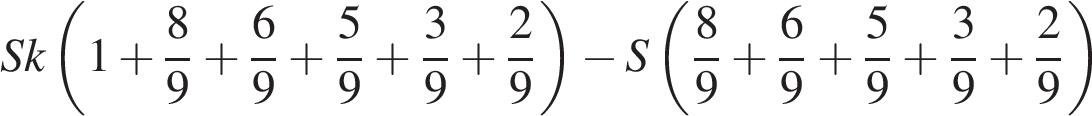 Sk(1 + 8/9 + 6/9 + 5/9 + 3/9 + 2/9) − S(8/9 + 6/9 + 5/9 + 3/9 + 2/9)